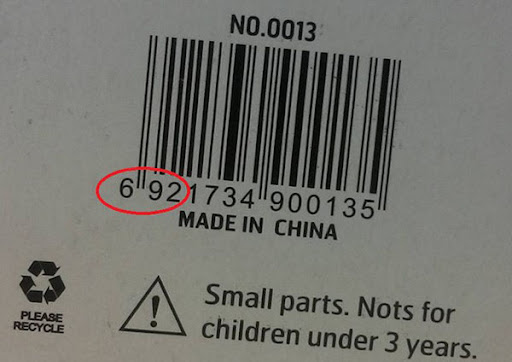 NO.0013
6 921734 900135
MADE IN CHINA
PLEASE
RECYCLE
Small parts. Nots for
children under 3 years.